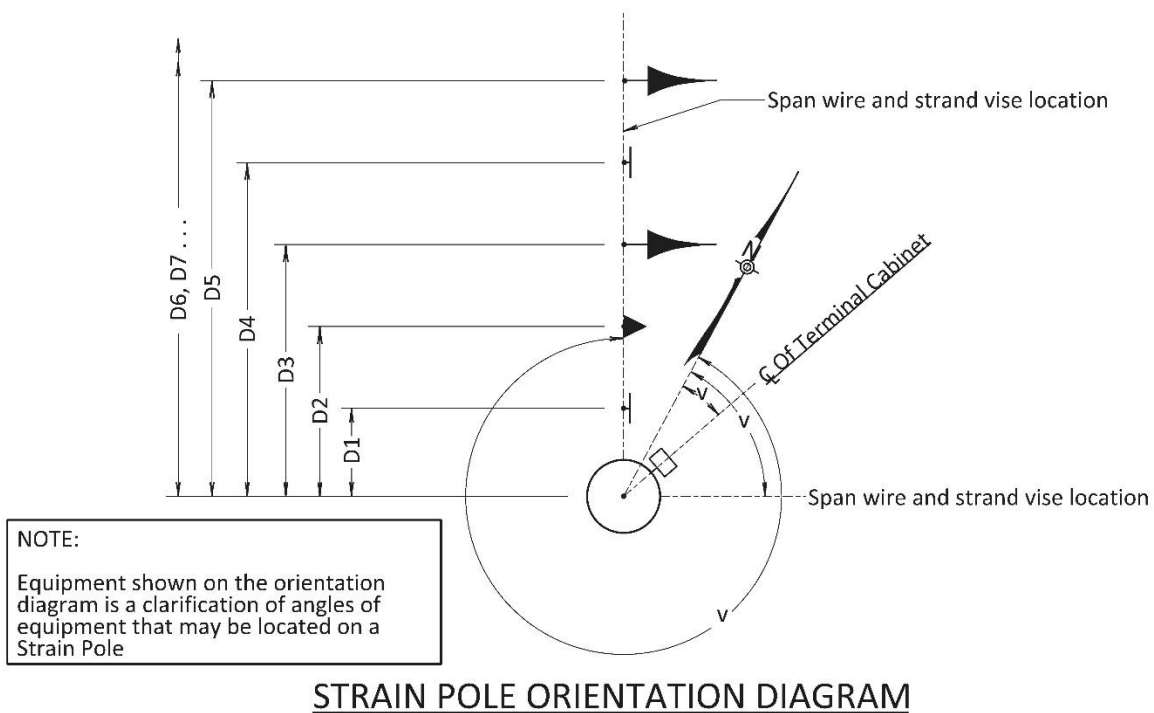 Span wire and strand vise location
D6, D7 . . .
D5
D4
D3
D2
D1
N
℄ Of Terminal Cabinet
v
v
v
Span wire and strand vise location
NOTE:
Equipment shown on the orientation
diagram is a clarification of angles of
equipment that may be located on a
Strain Pole
STRAIN POLE ORIENTATION DIAGRAM